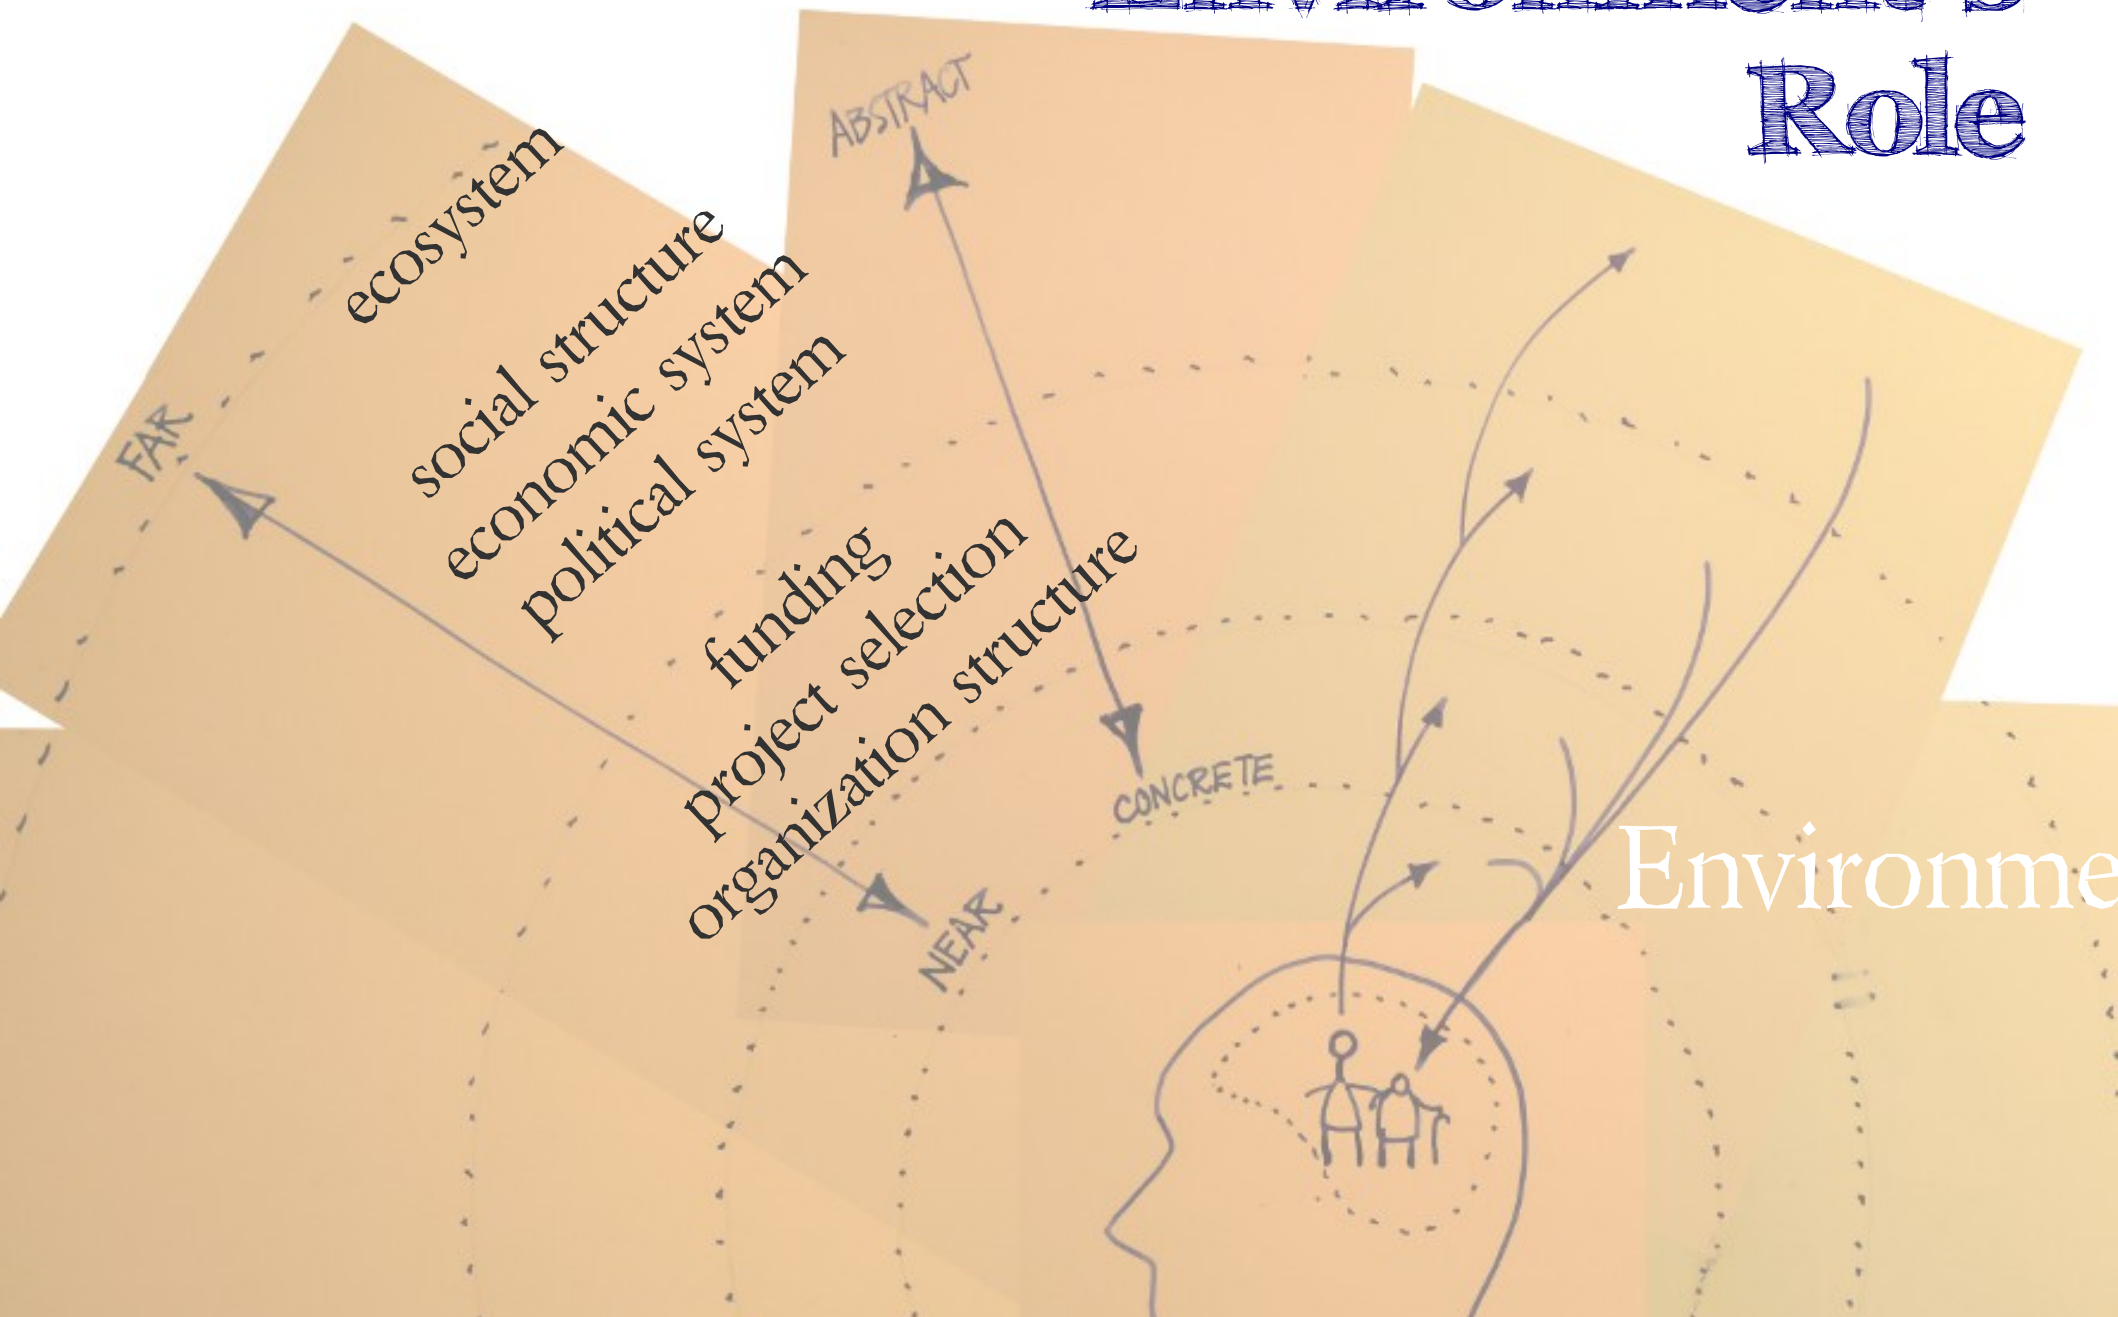 Role
ABSTRACT
ecosystem
social structure
economic system
political system
FAR
funding
project selection
organization structure
CONCRETE
NEAR
Environme